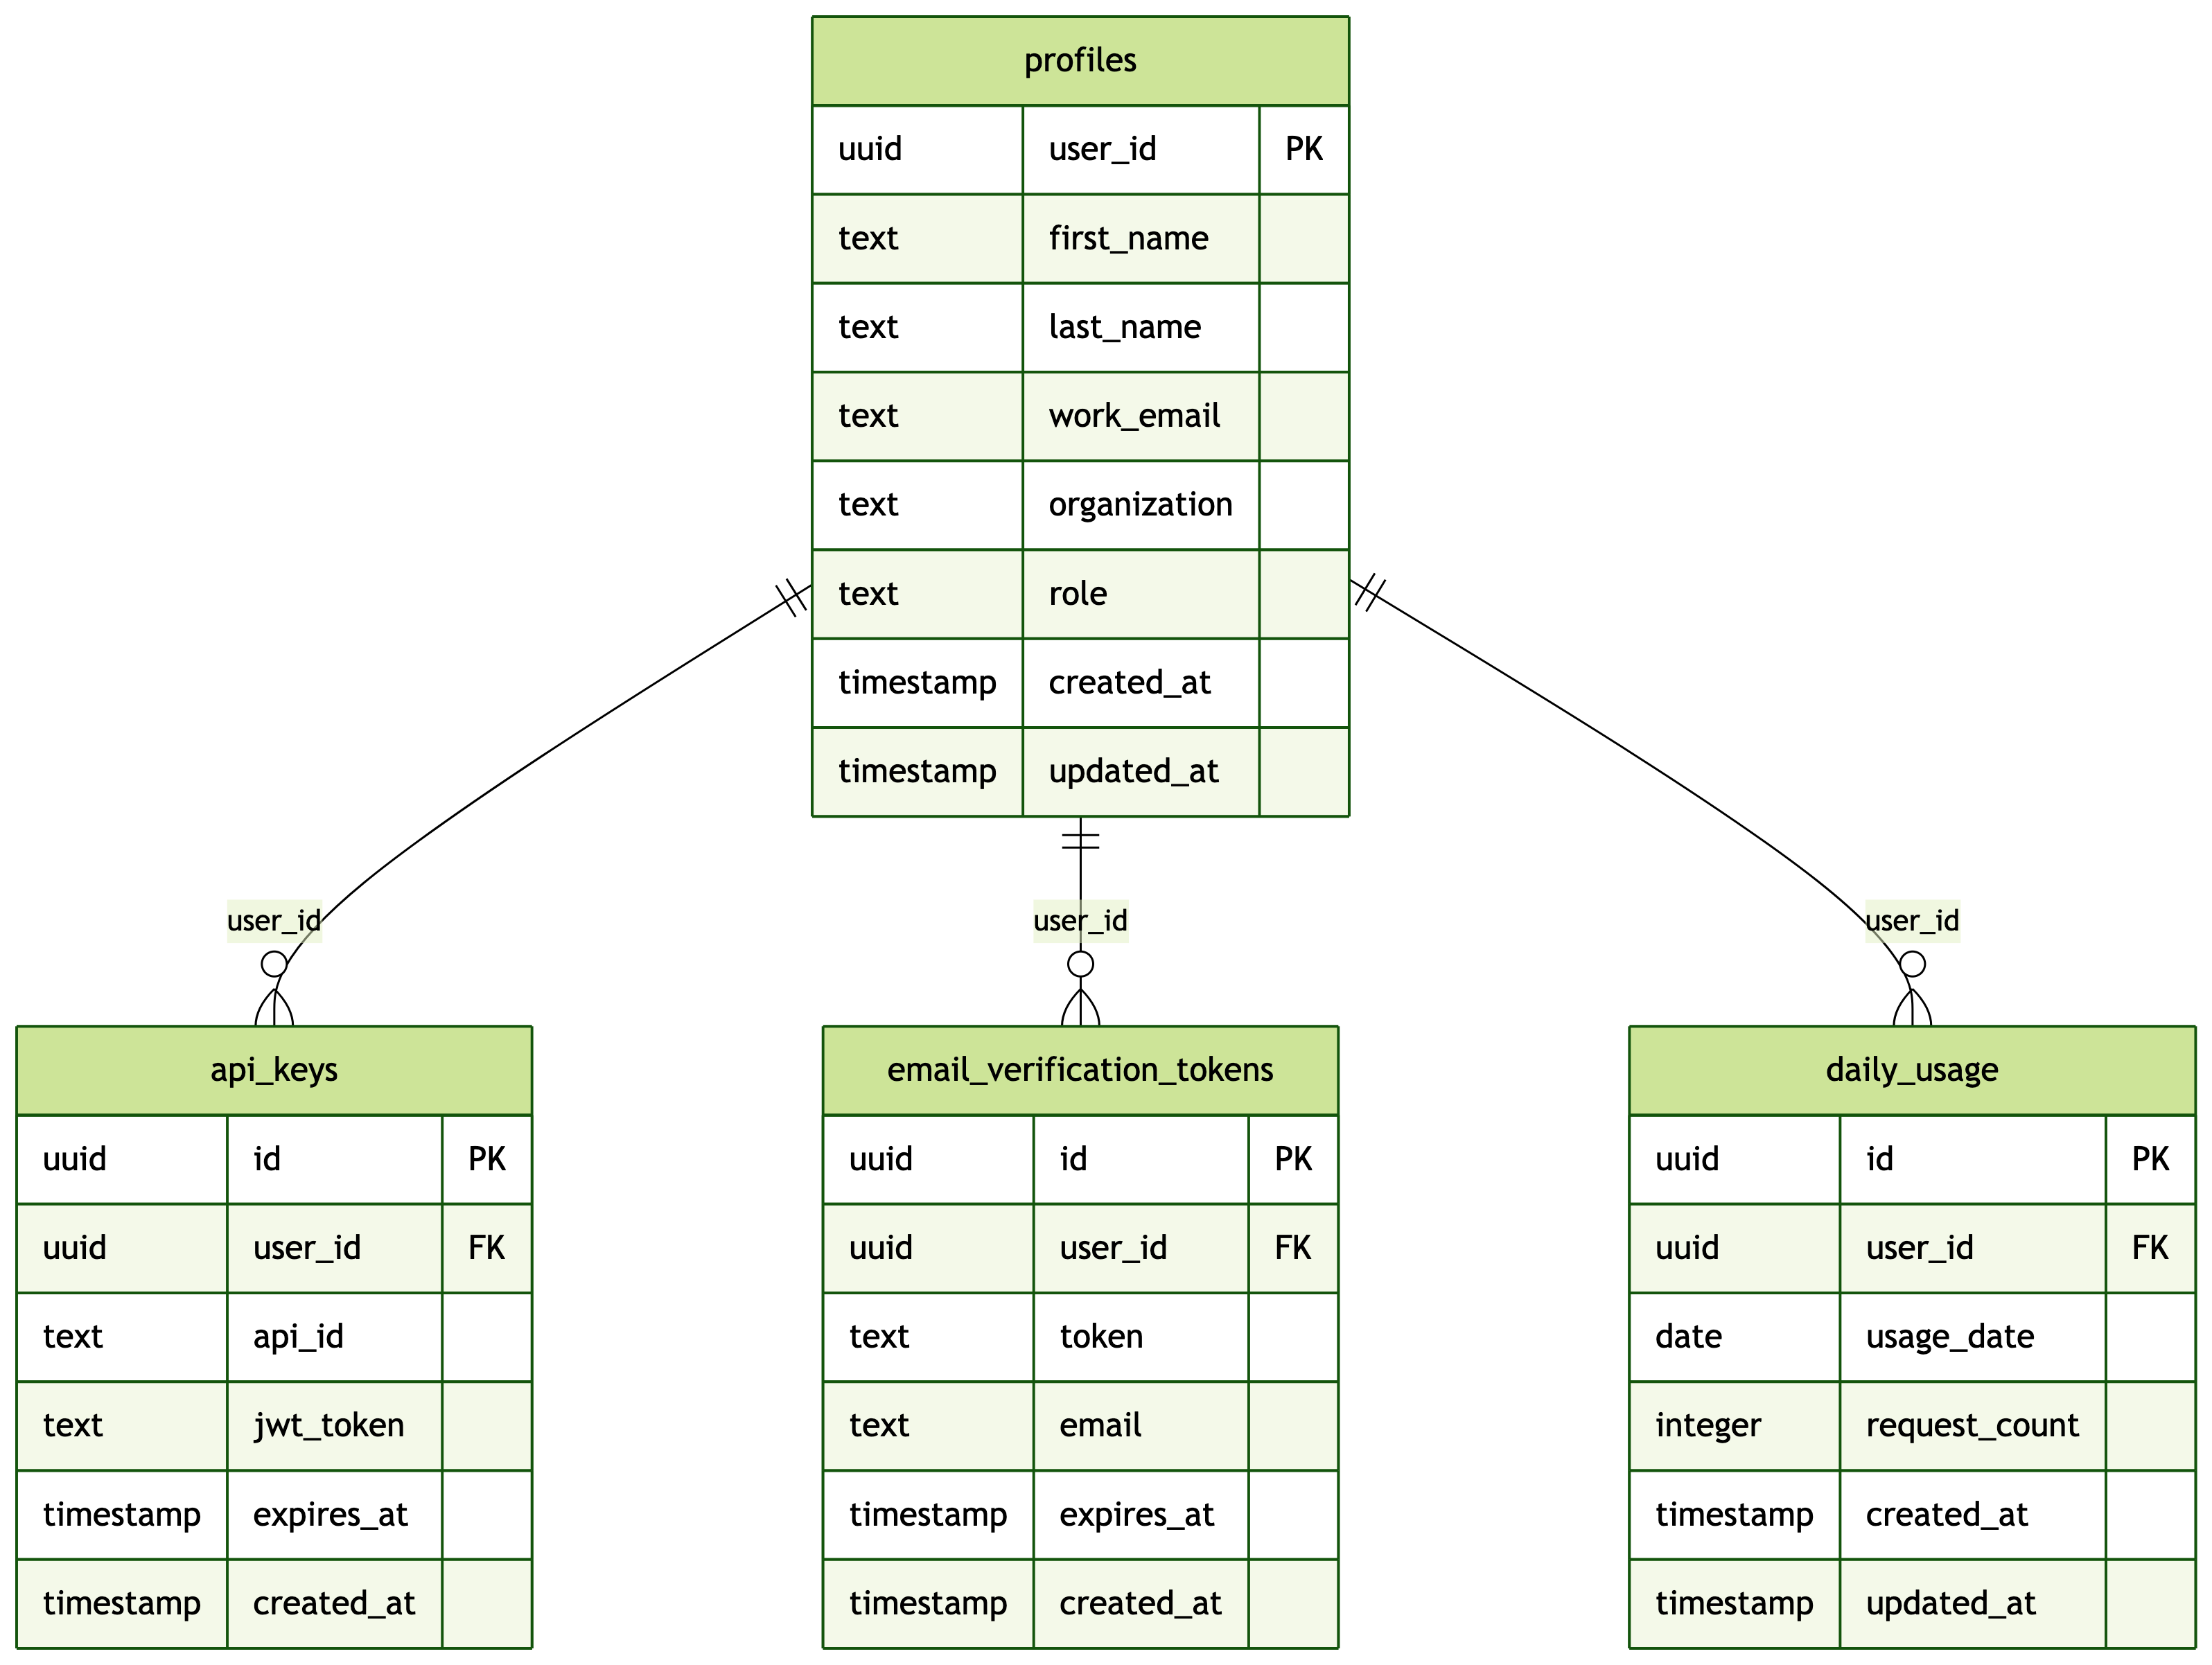 profiles
uuid user_id PK
text first_name
text last_name
text work_email
text organization
text role
timestamp created_at
timestamp updated_at
user_id
user_id
user_id
api_keys
uuid id PK
uuid user_id FK
text api_id
text jwt_token
timestamp expires_at
timestamp created_at
email_verification_tokens
uuid id PK
uuid user_id FK
text token
text email
timestamp expires_at
timestamp created_at
daily_usage
uuid id PK
uuid user_id FK
date usage_date
integer request_count
timestamp created_at
timestamp updated_at